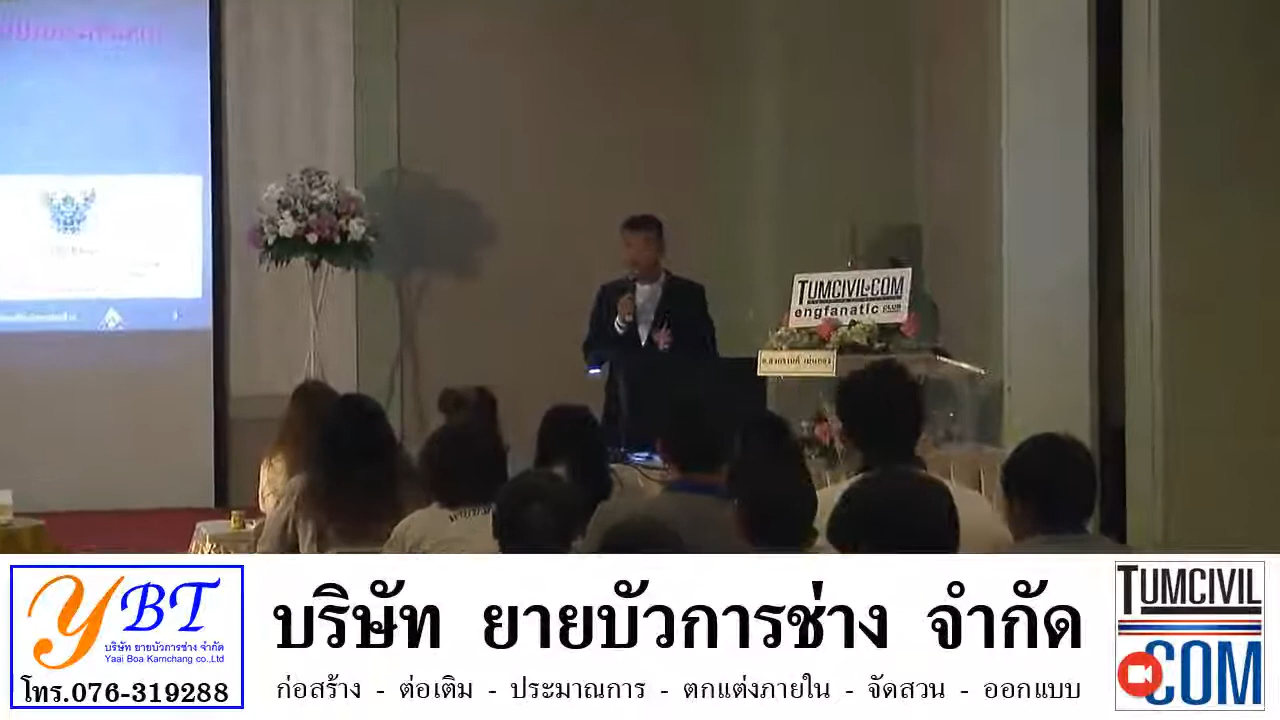 TUMCIVIL.COM
engfanatic CLUB
YBT
บริษัท ยายบัวการช่าง จำกัด
Yaai Boa Karnchang co.,Ltd
โทร.076-319288
บริษัท ยายบัวการช่าง จำกัด
ก่อสร้าง - ต่อเติม - ประมาณการ - ตกแต่งภายใน - จัดสวน - ออกแบบ
TUMCIVIL
COM